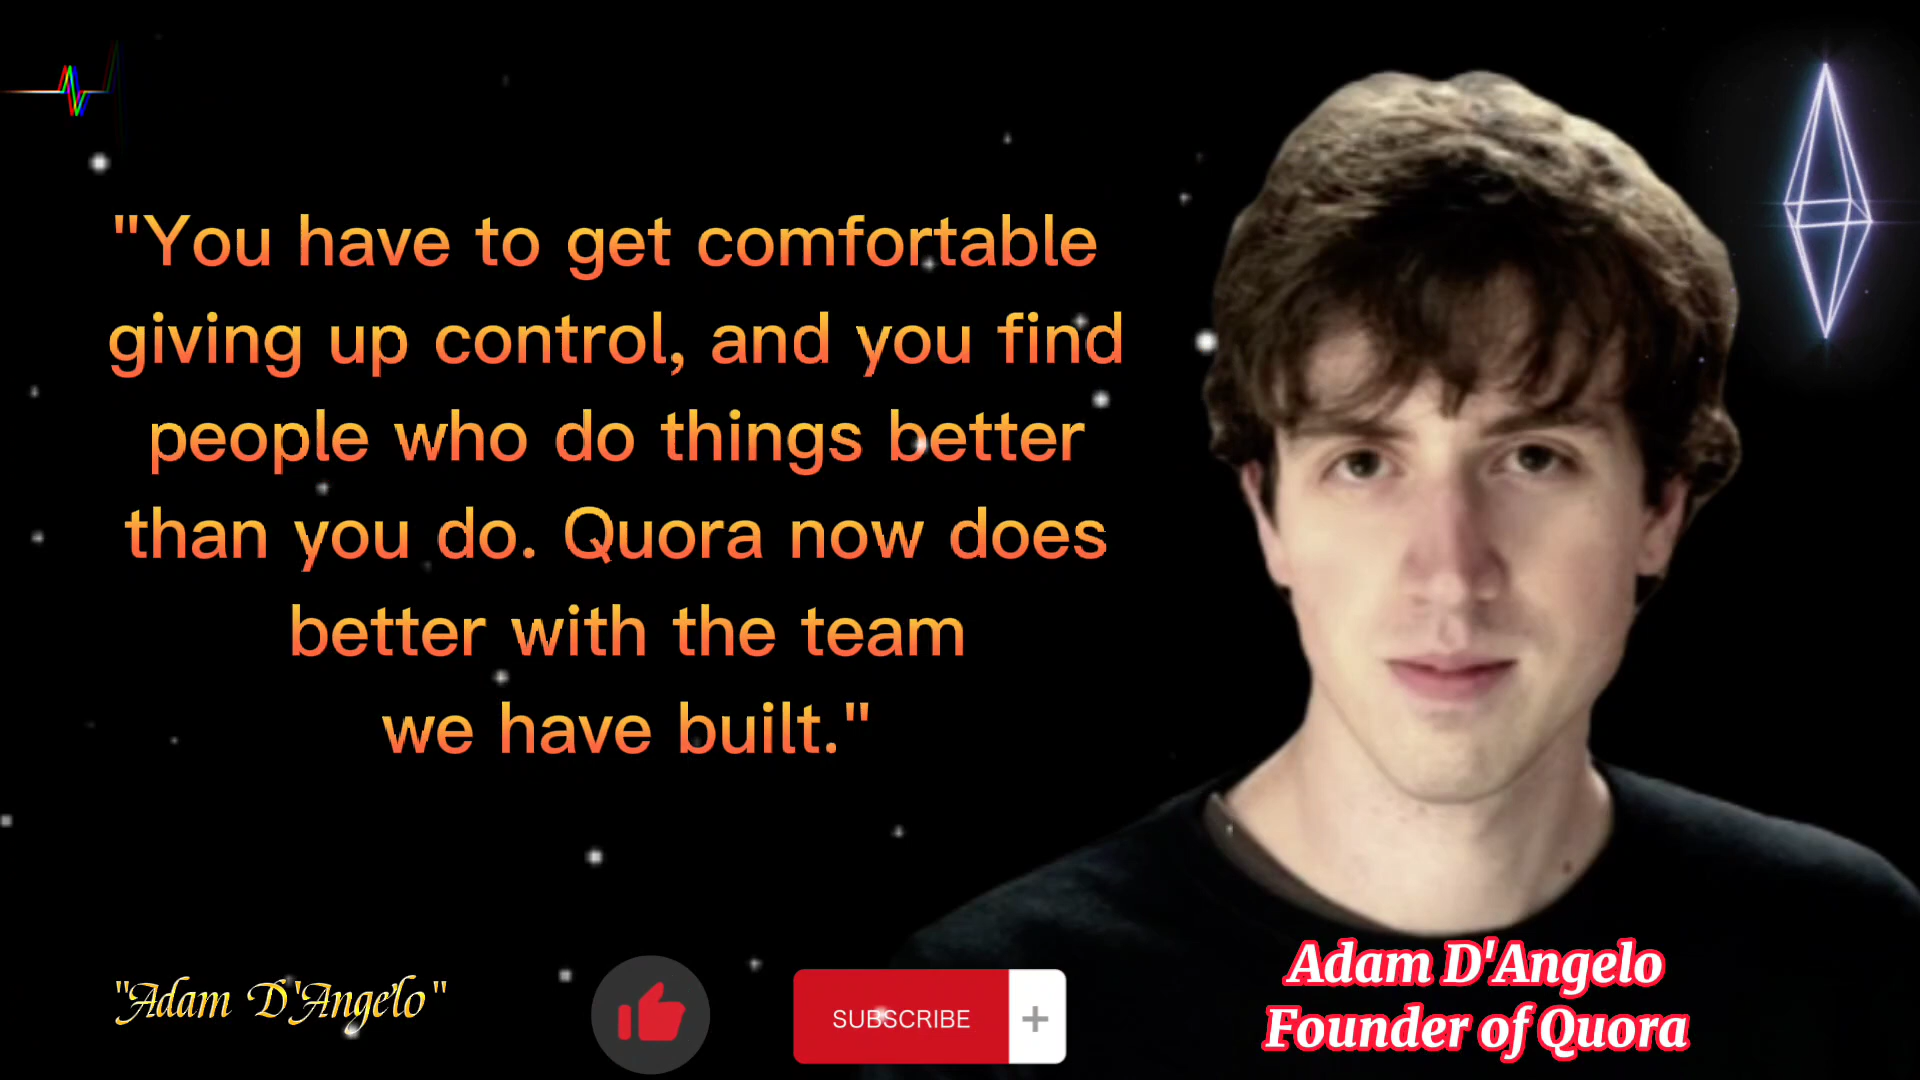 "You have to get comfortable
giving up control, and you find
people who do things better
than you do. Quora now does
better with the team
we have built."
"Adam D'Angelo"
SUBSCRIBE
Adam D'Angelo
Founder of Quora